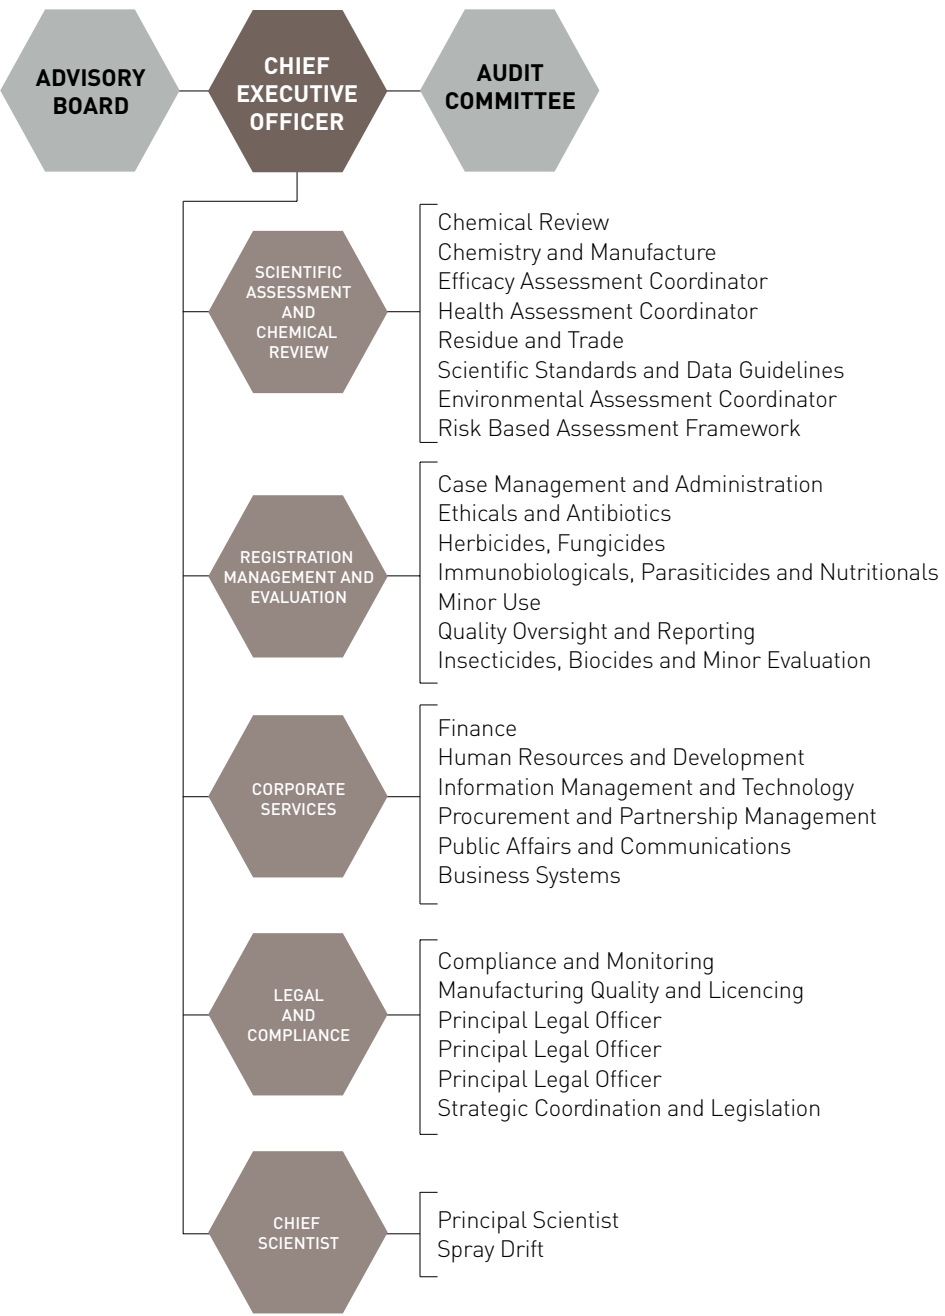 ADVISORY
BOARD
CHIEF
EXECUTIVE
OFFICER
AUDIT
COMMITTEE
SCIENTIFIC
ASSESSMENT
AND
CHEMICAL
REVIEW
Chemical Review
Chemistry and Manufacture
Efficacy Assessment Coordinator
Health Assessment Coordinator
Residue and Trade
Scientific Standards and Data Guidelines
Environmental Assessment Coordinator
Risk Based Assessment Framework
REGISTRATION
MANAGEMENT AND
EVALUATION
Case Management and Administration
Ethicals and Antibiotics
Herbicides, Fungicides
Immunobiologicals, Parasiticides and Nutritionals
Minor Use
Quality Oversight and Reporting
Insecticides, Biocides and Minor Evaluation
CORPORATE
SERVICES
Finance
Human Resources and Development
Information Management and Technology
Procurement and Partnership Management
Public Affairs and Communications
Business Systems
LEGAL
AND
COMPLIANCE
Compliance and Monitoring
Manufacturing Quality and Licencing
Principal Legal Officer
Principal Legal Officer
Principal Legal Officer
Strategic Coordination and Legislation
CHIEF
SCIENTIST
Principal Scientist
Spray Drift